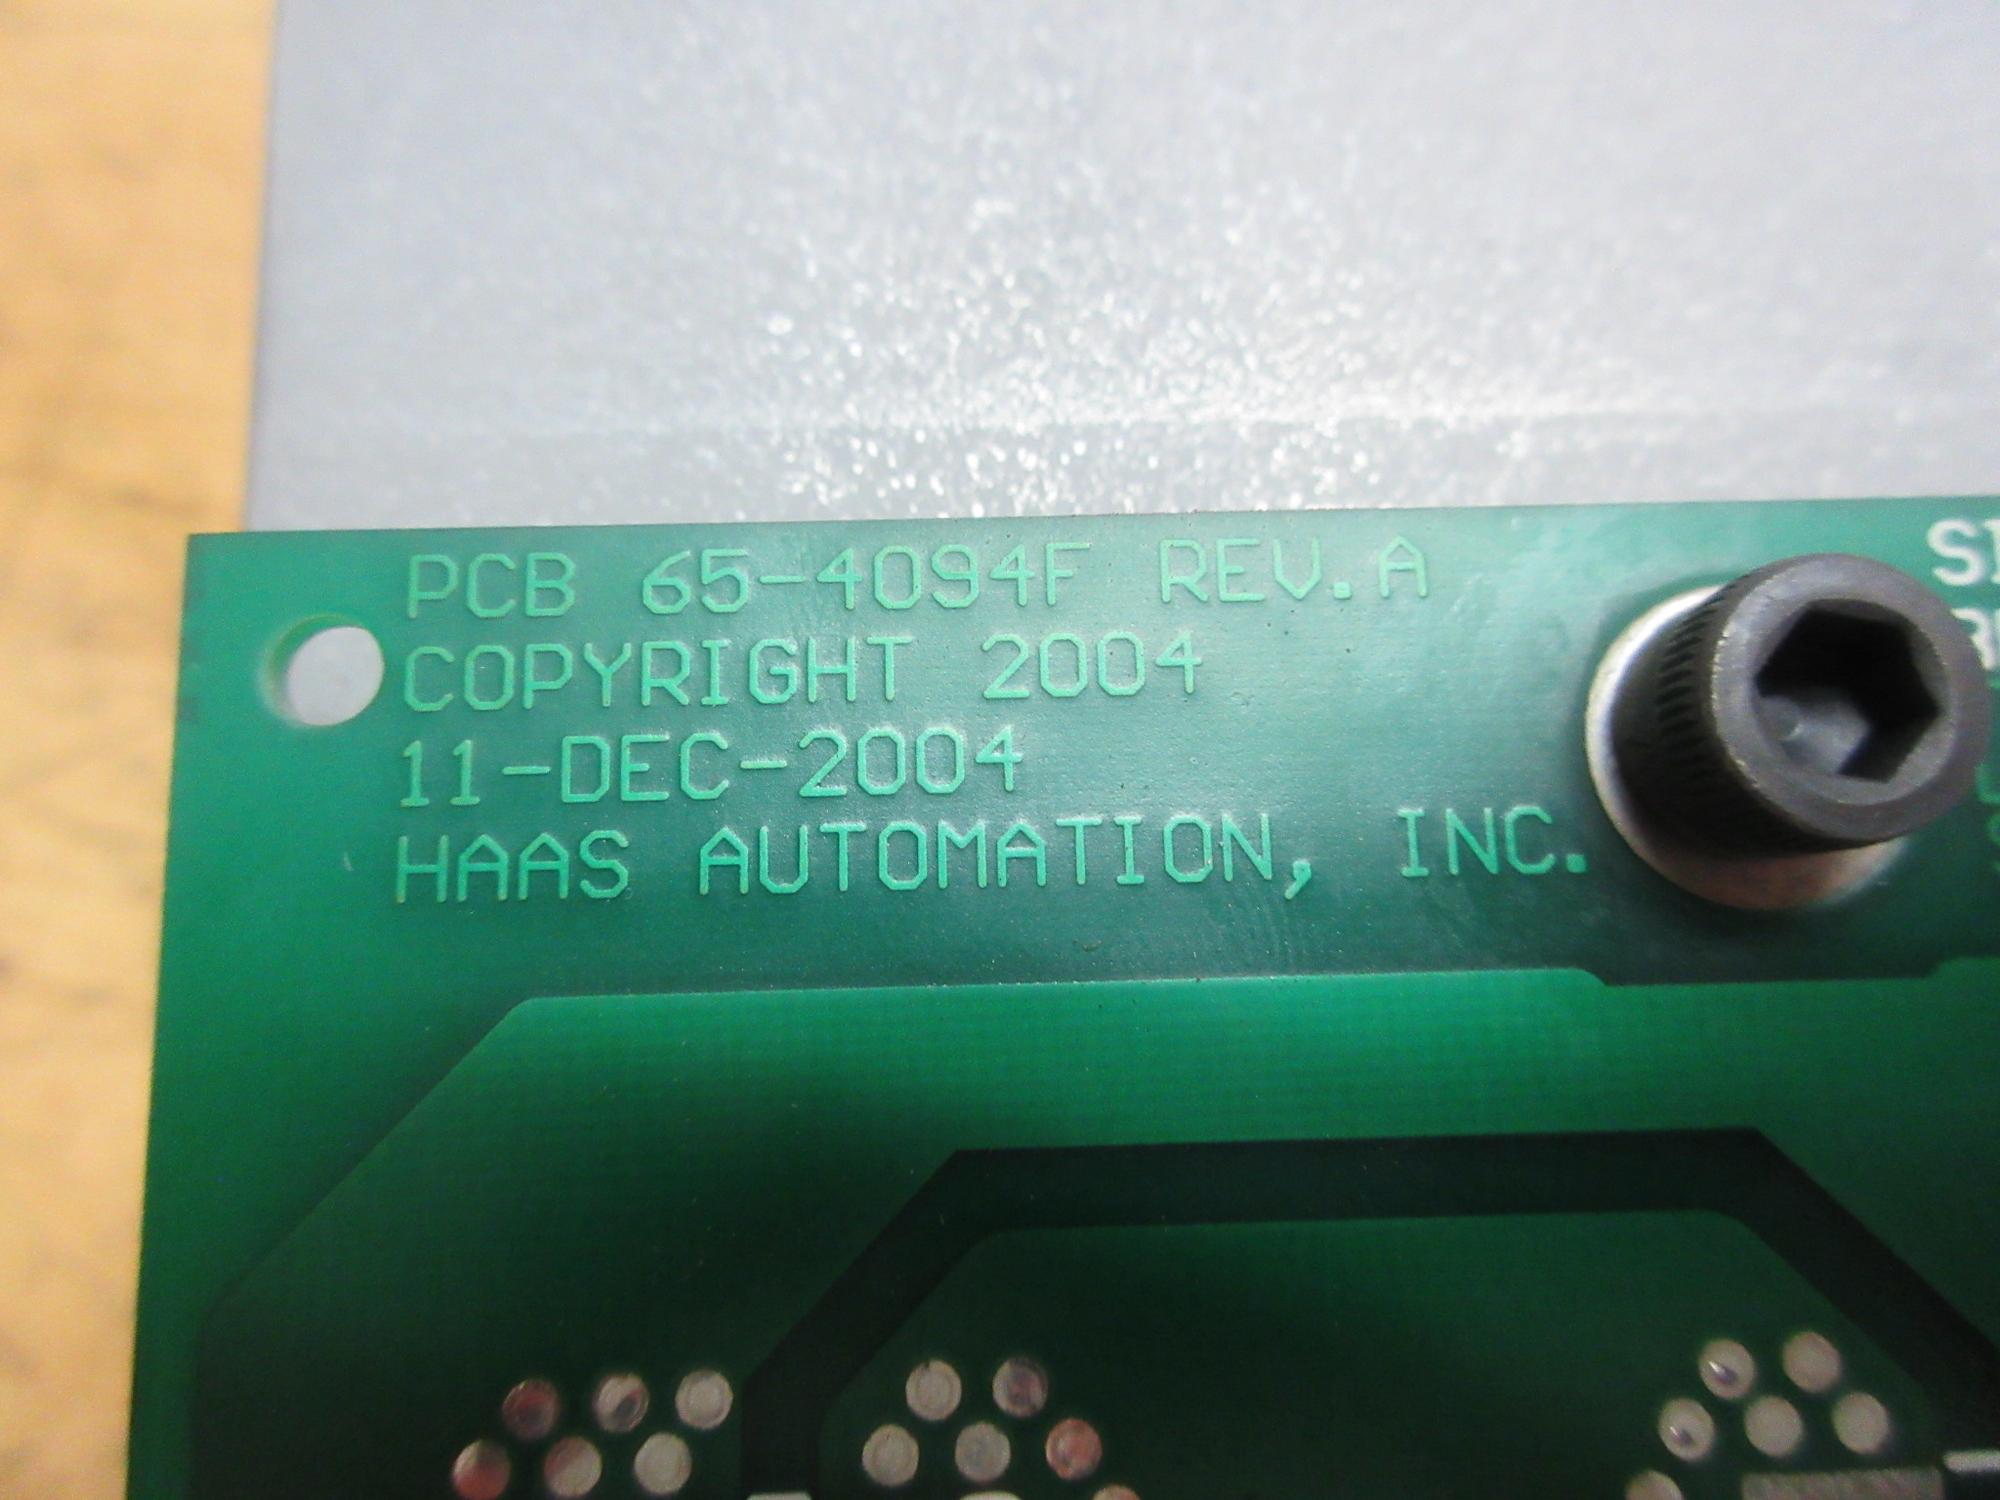 PCB 65-4094F REV.A
COPYRIGHT 2004
11-DEC-2004
HAAS AUTOMATION, INC.